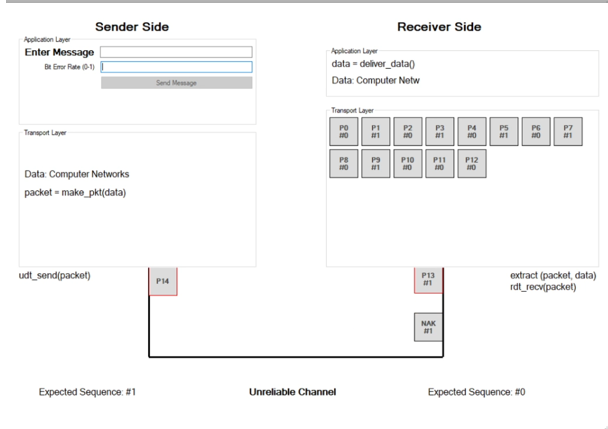 Sender Side
Application Layer
Enter Message
Bit Error Rate (0-1)
Send Message
Transport Layer
Data: Computer Networks
packet = make_pkt(data)
udt_send(packet)
P14
Receiver Side
Application Layer
data = deliver_data()
Data: Computer Netw
Transport Layer
P0 P1 P2 P3 P4 P5 P6 P7
#0 #1 #0 #1 #0 #1 #0 #1
P8 P9 P10 P11 P12
#0 #1 #0 #0 #0
P13
#1
extract (packet, data)
rdt_recv(packet)
NAK
#1
Expected Sequence: #1
Unreliable Channel
Expected Sequence: #0